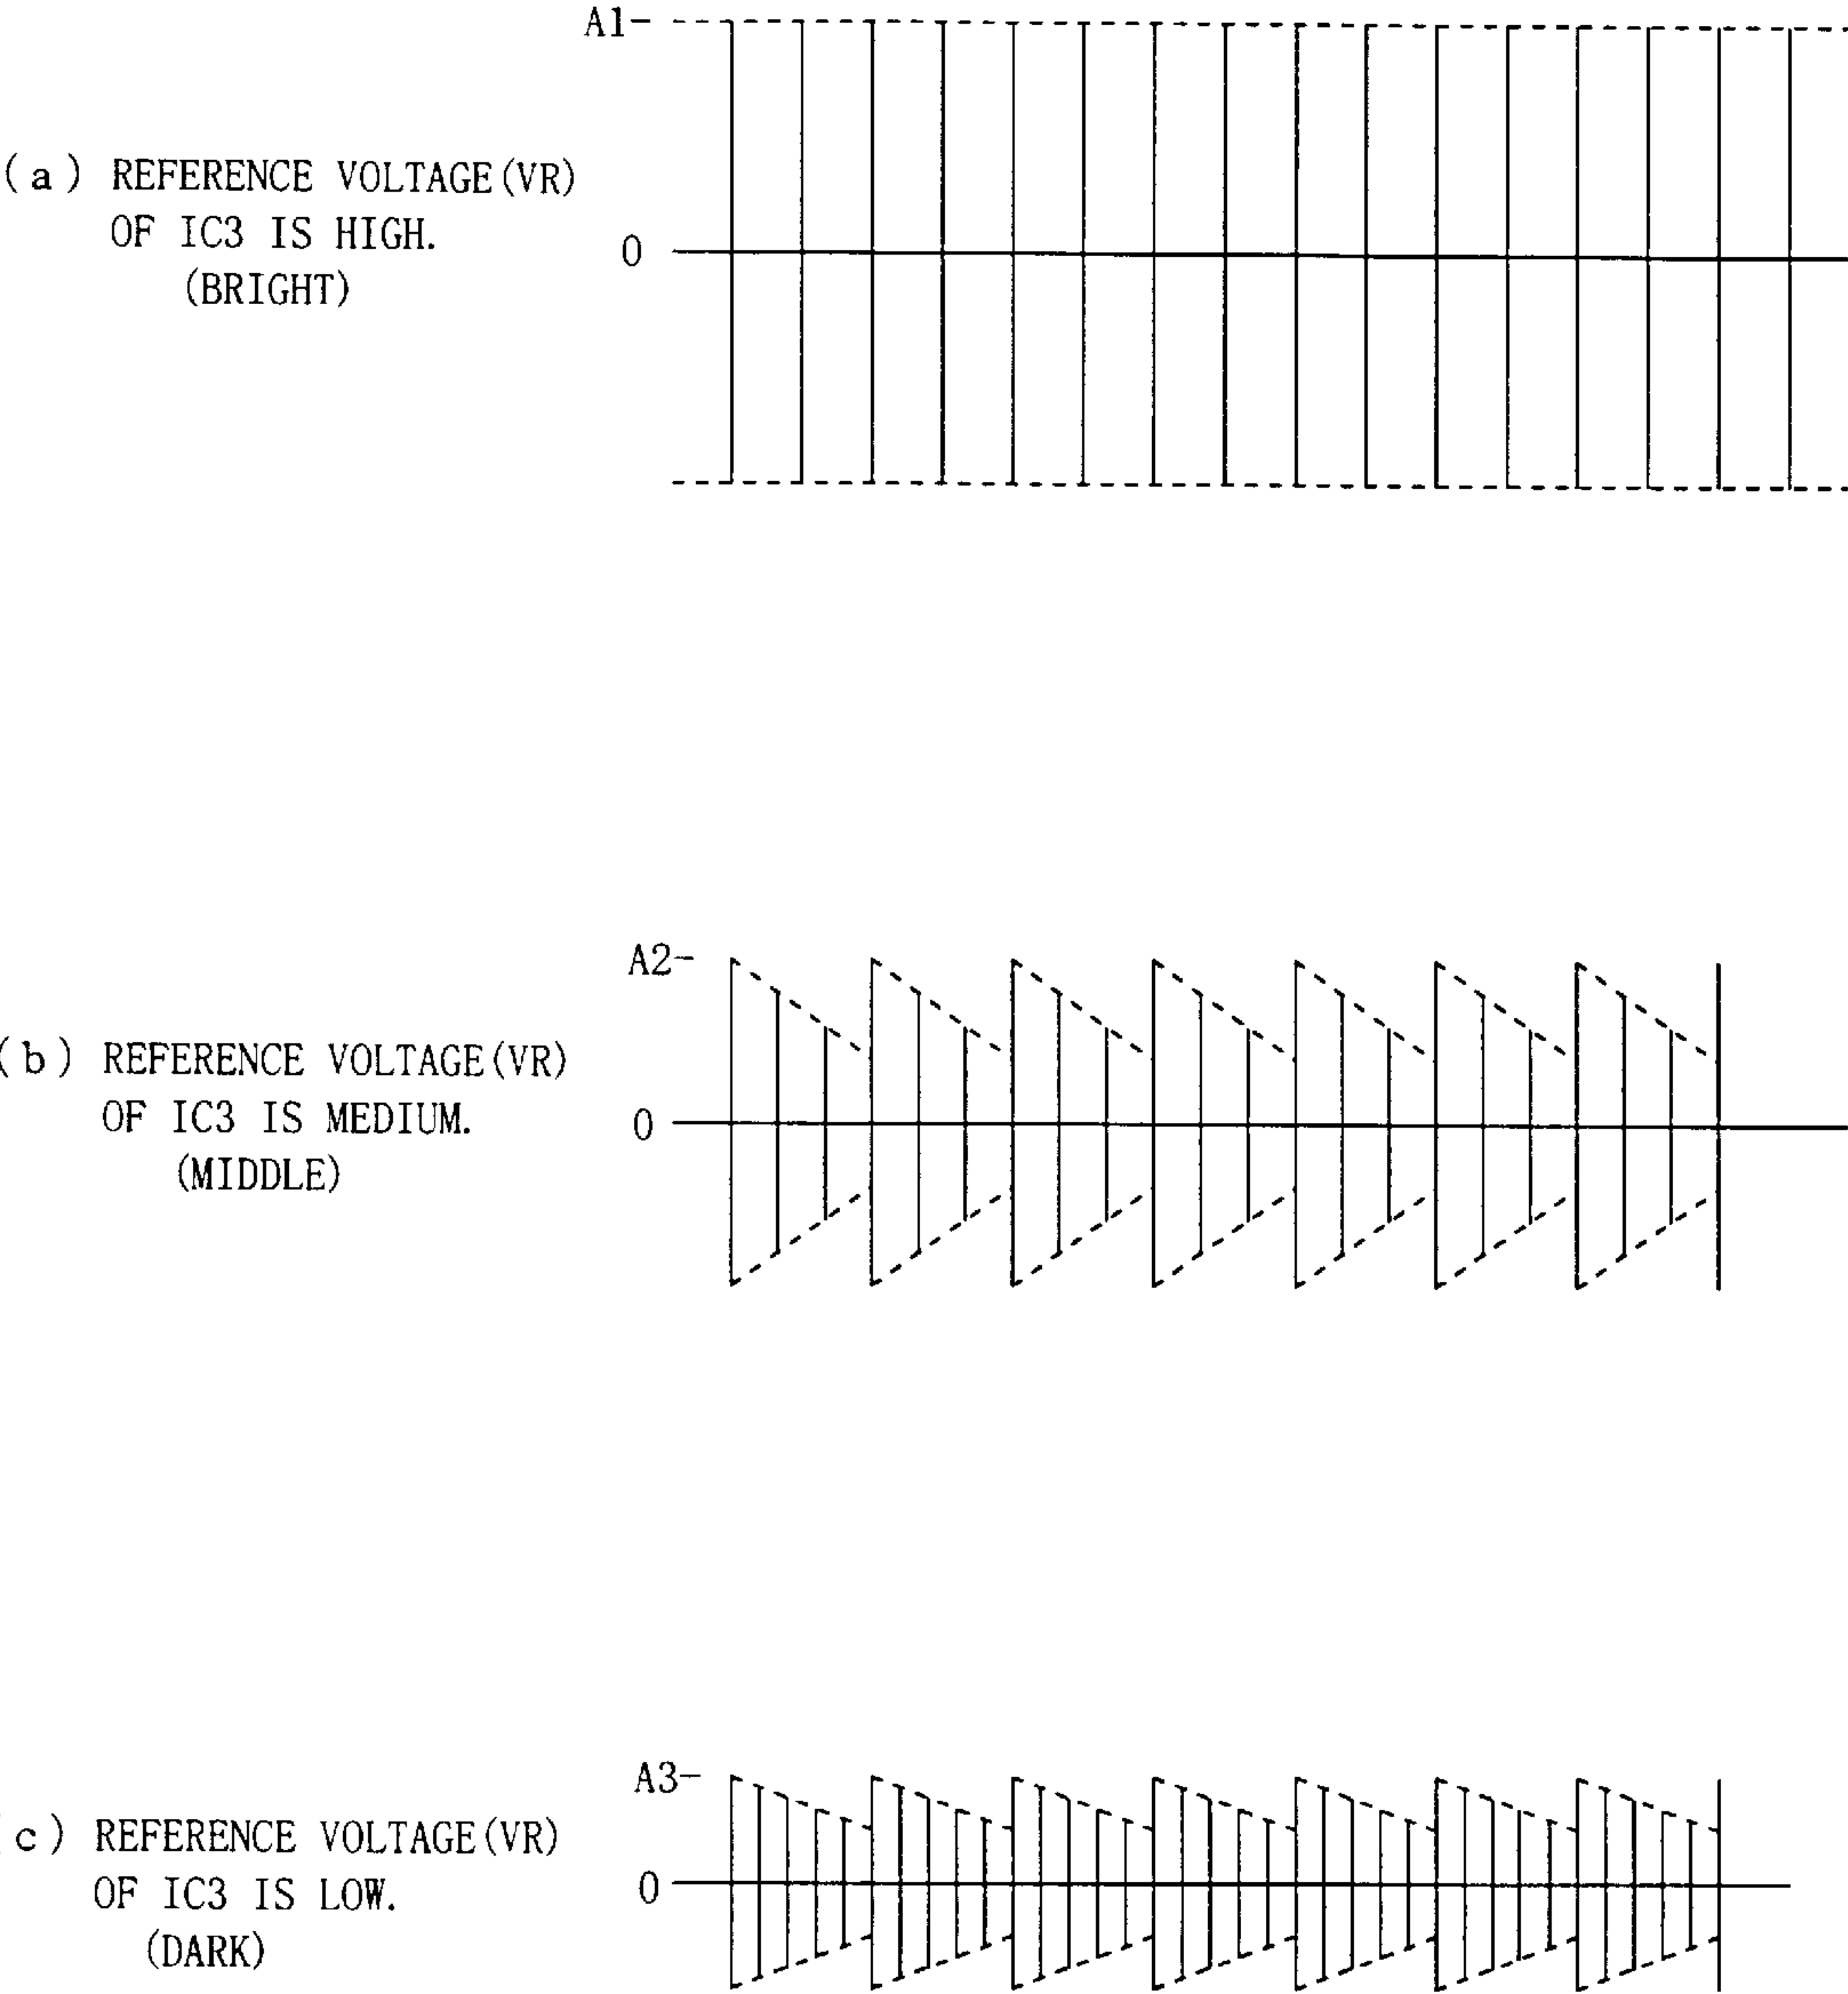 A1
(a) REFERENCE VOLTAGE(VR)
OF IC3 IS HIGH.
(BRIGHT)
0
A2
(b) REFERENCE VOLTAGE(VR)
OF IC3 IS MEDIUM.
(MIDDLE)
0
A3
c) REFERENCE VOLTAGE(VR)
OF IC3 IS LOW.
(DARK)
0